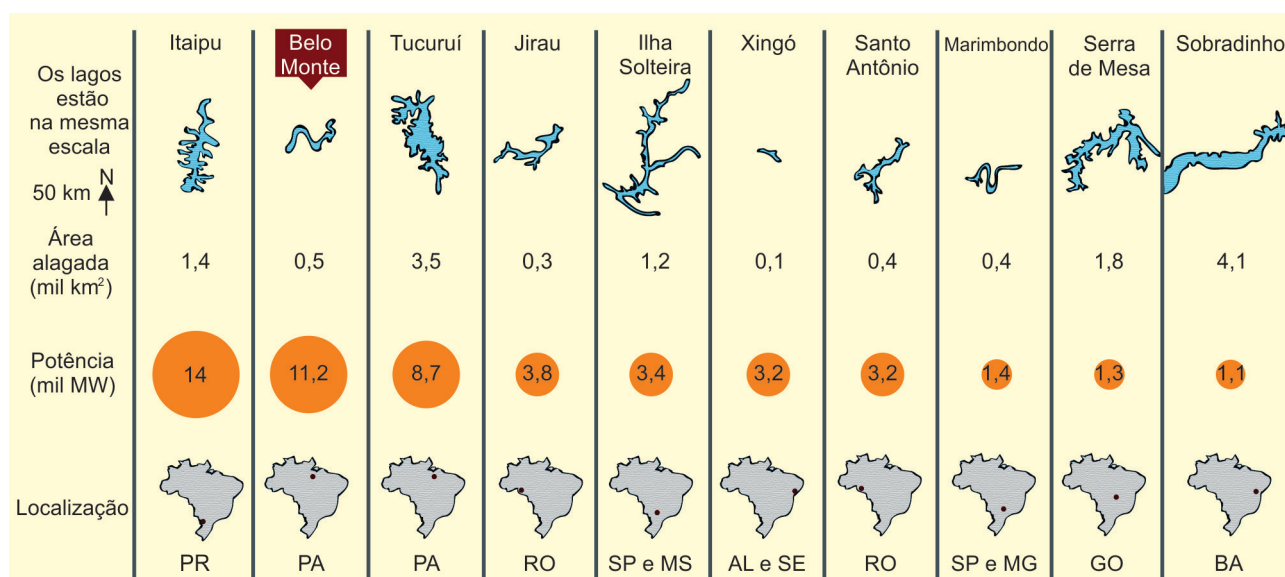 Itaipu
Belo
Monte
Tucuruí
Jirau
Ilha
Solteira
Xingó
Santo
Antônio
Marimbondo
Serra
de Mesa
Sobradinho
Os lagos
estão
na mesma
escala
50 km N
Área
alagada
(mil km²)
1,4 0,5 3,5 0,3 1,2 0,1 0,4 0,4 1,8 4,1
Potência
(mil MW)
14 11,2 8,7 3,8 3,4 3,2 3,2 1,4 1,3 1,1
Localização
PR PA PA RO SP e MS AL e SE RO SP e MG GO BA